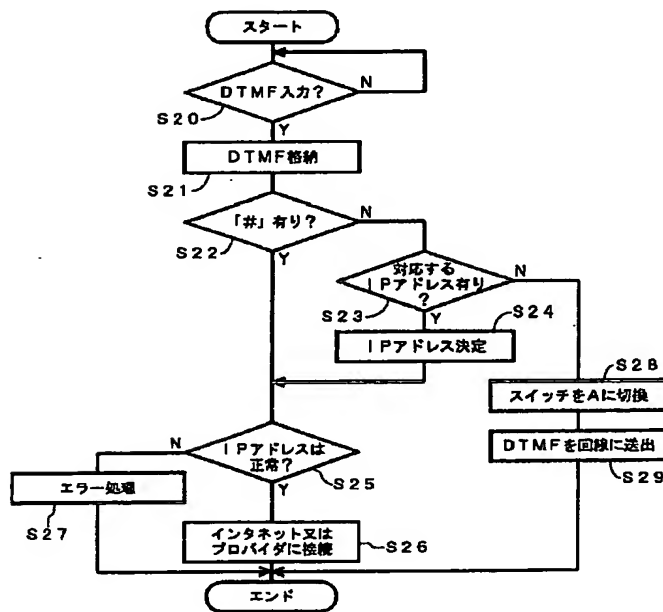 スタート
DTMF入力?
N
S20
Y
DTMF格納
S21
「#」有り?
N
S22
Y
対応する
IPアドレス有り
?
N
S23
Y
S24
IPアドレス決定
S28
スイッチをAに切換
N
IPアドレスは
正常?
DTMFを回線に送出
S25
S29
エラー処理
Y
S27
インタネット又は
プロバイダに接続
S26
エンド